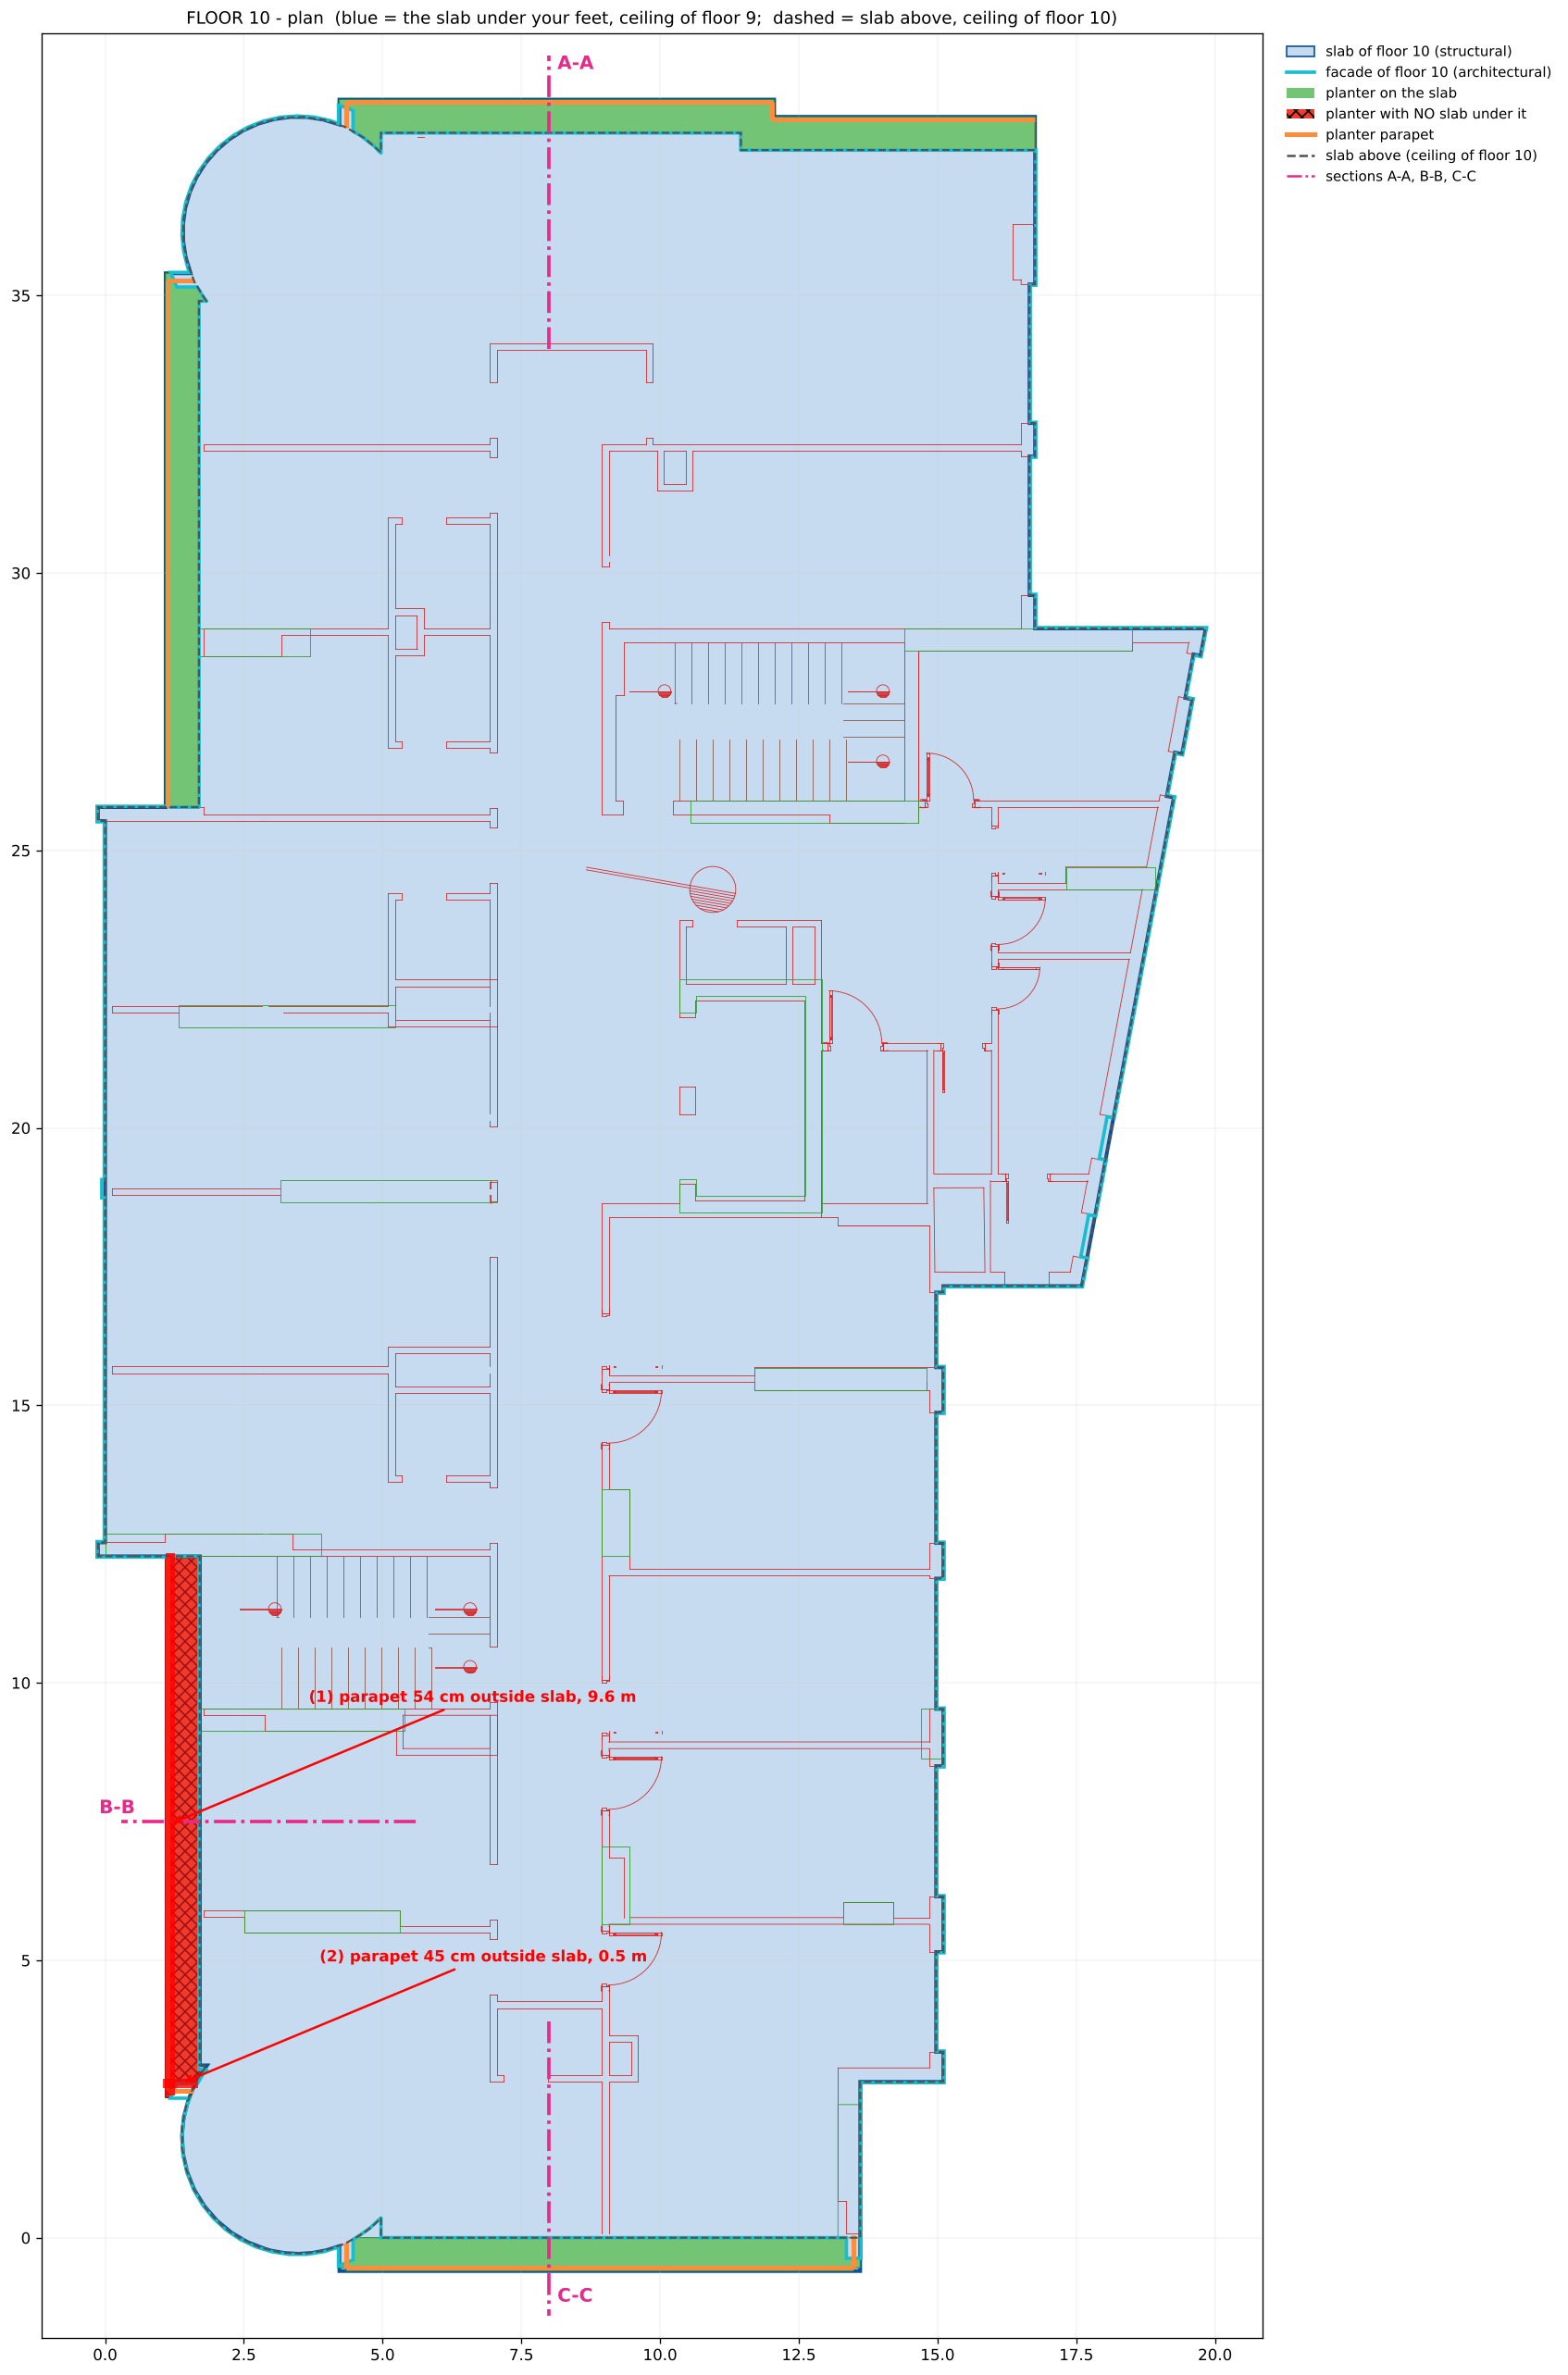 FLOOR 10 - plan  (blue = the slab under your feet, ceiling of floor 9;  dashed = slab above, ceiling of floor 10)
slab of floor 10 (structural)
facade of floor 10 (architectural)
planter on the slab
planter with NO slab under it
planter parapet
slab above (ceiling of floor 10)
sections A-A, B-B, C-C
A-A
35
30
25
20
15
10
(1) parapet 54 cm outside slab, 9.6 m
B-B
5
(2) parapet 45 cm outside slab, 0.5 m
0
C-C
0.0 2.5 5.0 7.5 10.0 12.5 15.0 17.5 20.0